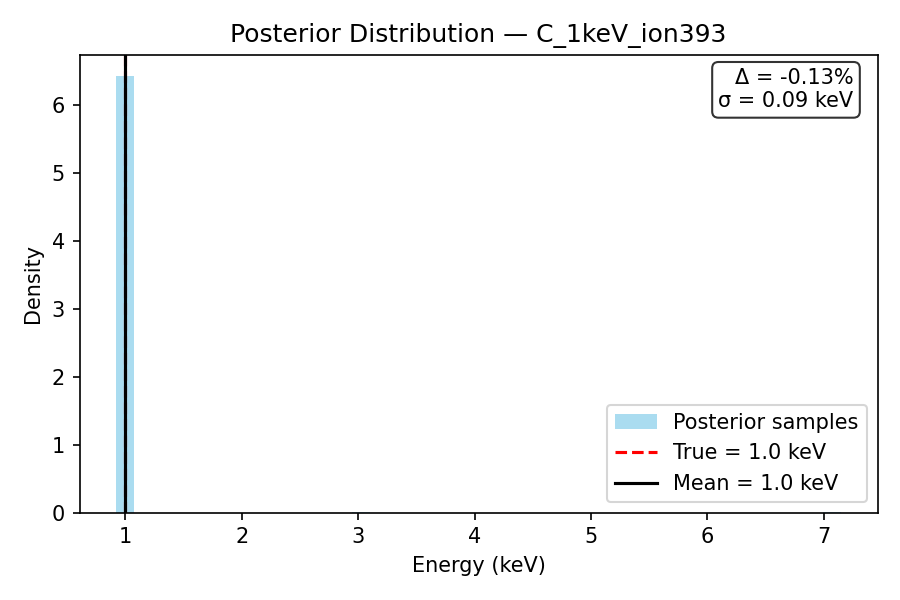 Posterior Distribution — C_1keV_ion393
Δ = -0.13%
σ = 0.09 keV
Density
6
5
4
3
2
1
0
Posterior samples
True = 1.0 keV
Mean = 1.0 keV
1 2 3 4 5 6 7
Energy (keV)